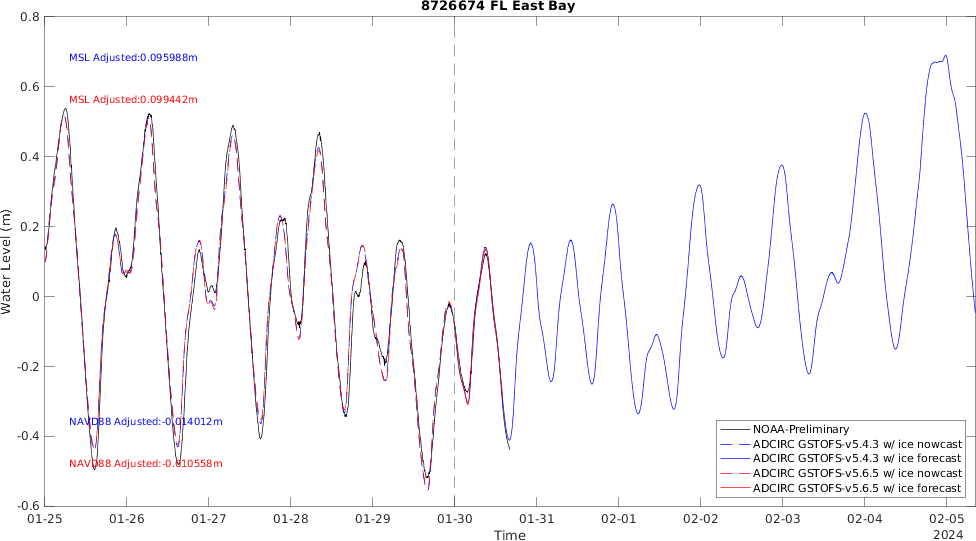 8726674 FL East Bay
0.8
0.6
0.4
0.2
0
-0.2
-0.4
-0.6
Water Level (m)
MSL Adjusted:0.095988m
MSL Adjusted:0.099442m
NAVD88 Adjusted:-0.014012m
NAVD88 Adjusted:-0.010558m
NOAA-Preliminary
ADCIRC GSTOFS-v5.4.3 w/ ice nowcast
ADCIRC GSTOFS-v5.4.3 w/ ice forecast
ADCIRC GSTOFS-v5.6.5 w/ ice nowcast
ADCIRC GSTOFS-v5.6.5 w/ ice forecast
01-25 01-26 01-27 01-28 01-29 01-30 01-31 02-01 02-02 02-03 02-04 02-05
2024
Time